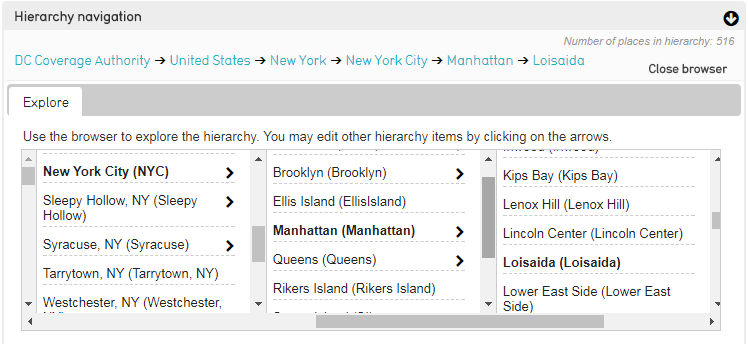 Hierarchy navigation
Number of places in hierarchy: 516
DC Coverage Authority ➔ United States ➔ New York ➔ New York City ➔ Manhattan ➔ Loisaida
Close browser
Explore
Use the browser to explore the hierarchy. You may edit other hierarchy items by clicking on the arrows.
New York City (NYC)
Sleepy Hollow, NY (Sleepy
Hollow)
Syracuse, NY (Syracuse)
Tarrytown, NY (Tarrytown, NY)
Westchester, NY (Westchester,
Brooklyn (Brooklyn)
Ellis Island (EllisIsland)
Manhattan (Manhattan)
Queens (Queens)
Rikers Island (Rikers Island)
Kips Bay (Kips Bay)
Lenox Hill (Lenox Hill)
Lincoln Center (Lincoln Center)
Loisaida (Loisaida)
Lower East Side (Lower East
Side)